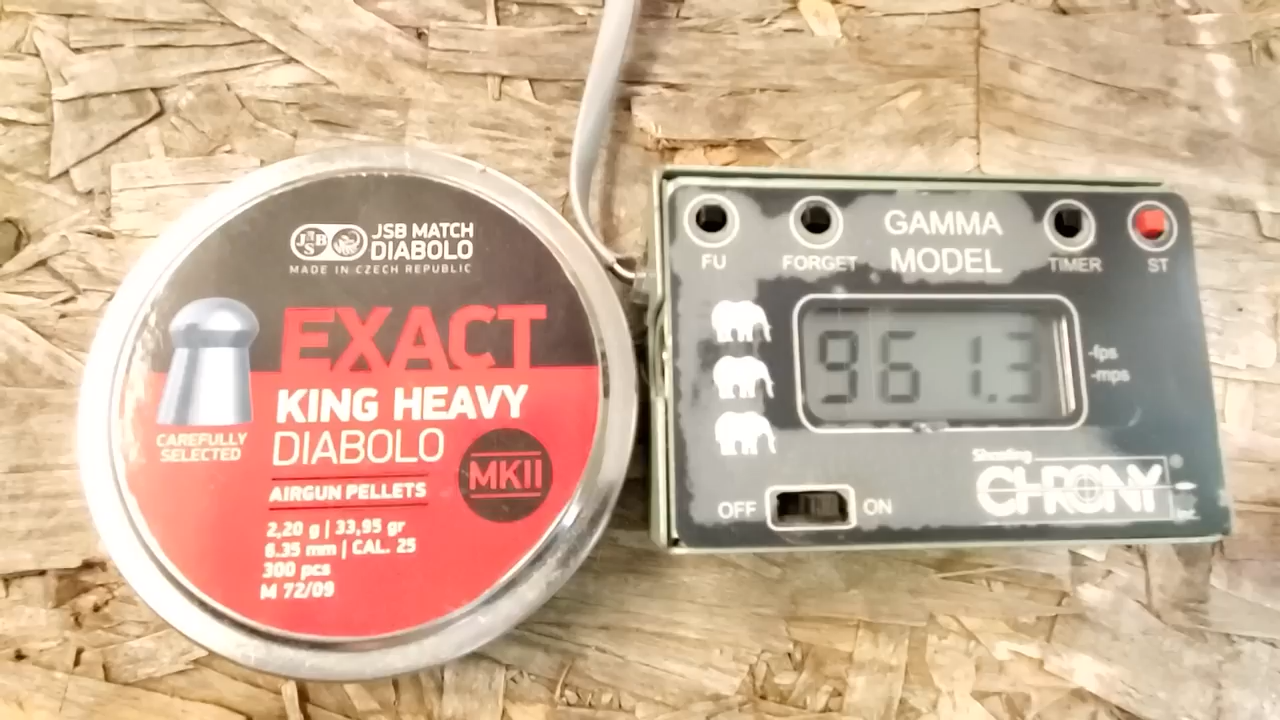 JSB
JSB MATCH
DIABOLO
MADE IN CZECH REPUBLIC
EXACT
KING HEAVY
DIABOLO
CAREFULLY
SELECTED
AIRGUN PELLETS
MKII
2,20 g | 33,95 gr
6.35 mm | CAL. 25
300 pcs
M 72/09
GAMMA
MODEL
FU
FORGET
TIMER
ST
961.3
-fps
-mps
Shooting
CHRONY®
Inc.
OFF
ON